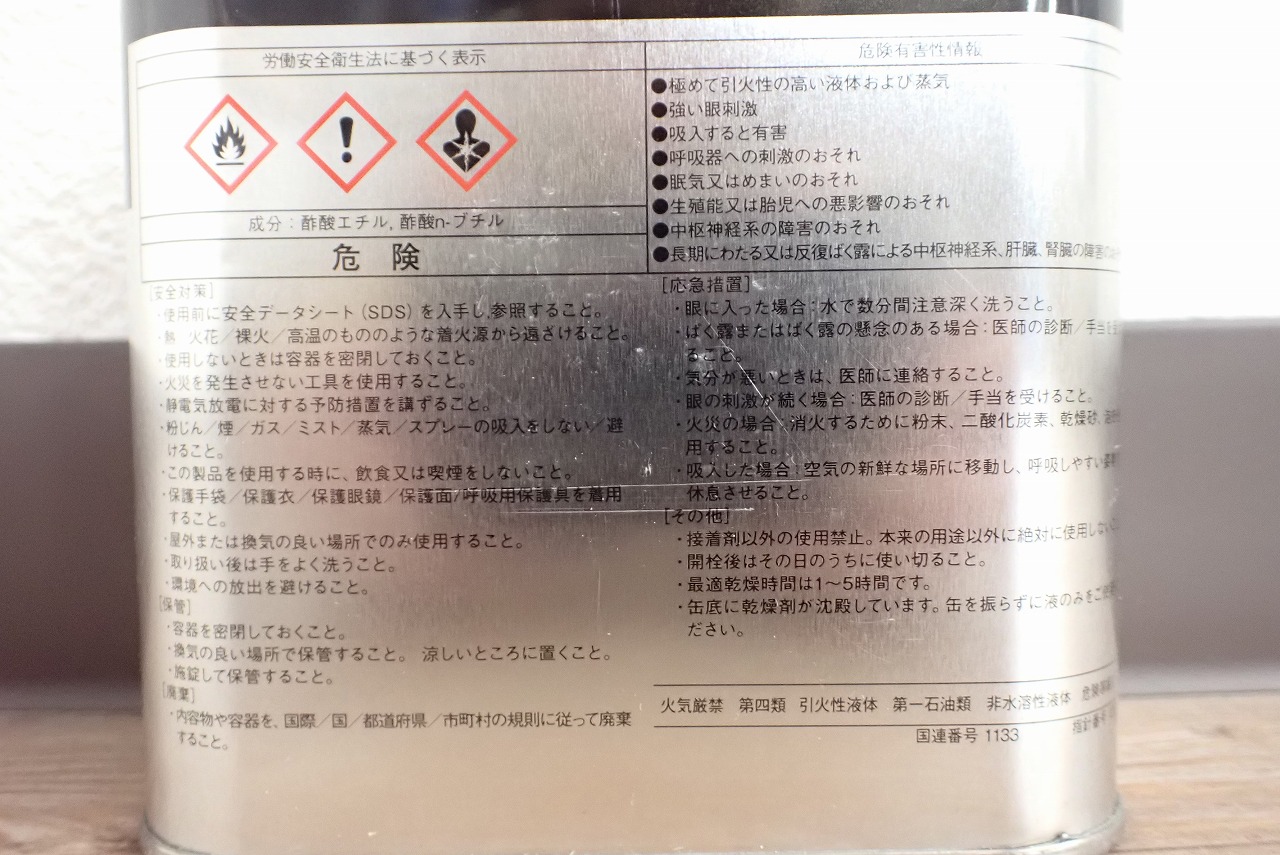 労働安全衛生法に基づく表示
成分：酢酸エチル, 酢酸n-ブチル
危 険
危険有害性情報
●極めて引火性の高い液体および蒸気
●強い眼刺激
●吸入すると有害
●呼吸器への刺激のおそれ
●眠気又はめまいのおそれ
●生殖能又は胎児への悪影響のおそれ
●中枢神経系の障害のおそれ
●長期にわたる又は反復ばく露による中枢神経系、肝臓、腎臓の障害
[安全対策]
・使用前に安全データシート（SDS）を入手し,参照すること。
・熱 火花／裸火／高温のもののような着火源から遠ざけること。
・使用しないときは容器を密閉しておくこと。
・火災を発生させない工具を使用すること。
・静電気放電に対する予防措置を講ずること。
・粉じん／煙／ガス／ミスト／蒸気／スプレーの吸入をしない／避
けること。
・この製品を使用する時に、飲食又は喫煙をしないこと。
・保護手袋／保護衣／保護眼鏡／保護面/呼吸用保護具を着用
すること。
・屋外または換気の良い場所でのみ使用すること。
・取り扱い後は手をよく洗うこと。
・環境への放出を避けること。
[保管]
・容器を密閉しておくこと。
・換気の良い場所で保管すること。 涼しいところに置くこと。
・施錠して保管すること。
[廃棄]
・内容物や容器を、国際／国／都道府県／市町村の規則に従って廃棄
すること。
[応急措置]
・眼に入った場合：水で数分間注意深く洗うこと。
・ばく露またはばく露の懸念のある場合：医師の診断／手当を
ること。
・気分が悪いときは、医師に連絡すること。
・眼の刺激が続く場合：医師の診断／手当を受けること。
・火災の場合：消火するために粉末、二酸化炭素、乾燥砂、
用すること。
・吸入した場合：空気の新鮮な場所に移動し、呼吸しやすい
休息させること。
[その他]
・接着剤以外の使用禁止。本来の用途以外に絶対に使用しない
・開栓後はその日のうちに使い切ること。
・最適乾燥時間は1～5時間です。
・缶底に乾燥剤が沈殿しています。缶を振らずに液のみをご
ださい。
火気厳禁 第四類 引火性液体 第一石油類 非水溶性液体 危険等級
国連番号 1133 指針番号